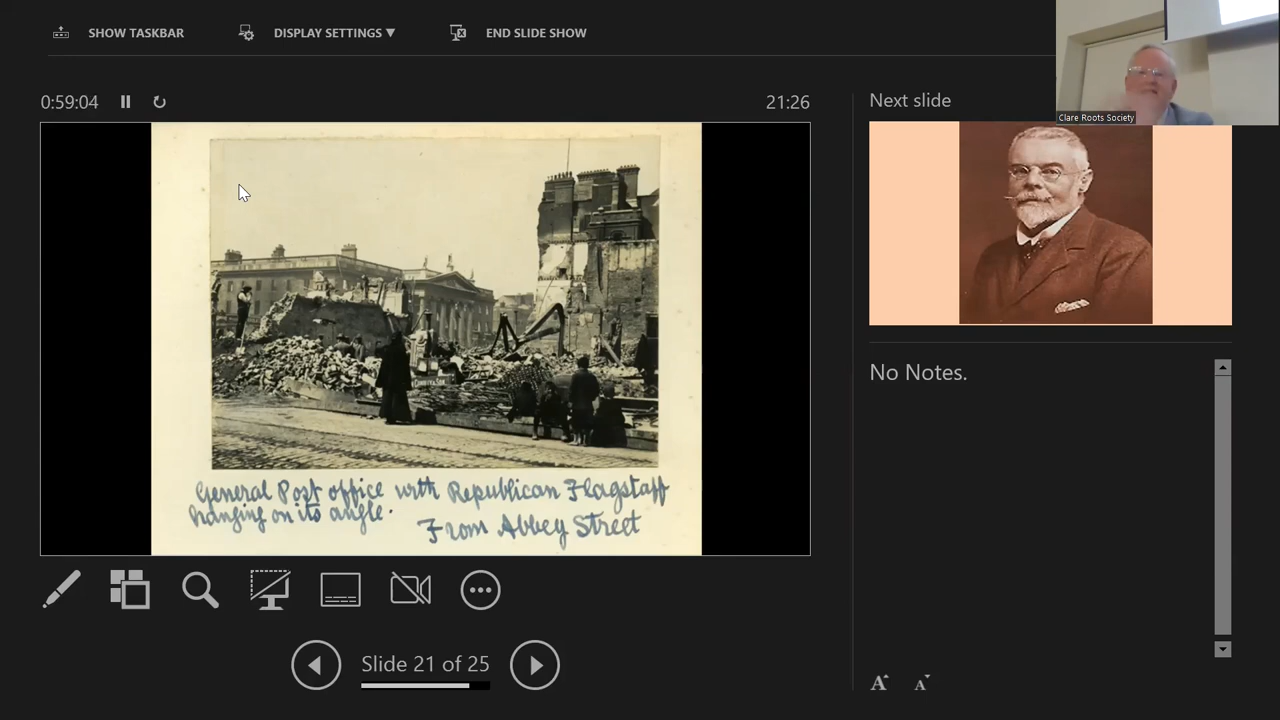 SHOW TASKBAR
DISPLAY SETTINGS ▼
END SLIDE SHOW
0:59:04
21:26
Next slide
Clare Roots Society
General Post office with Republican Flagstaff
hanging on its angle.
From Abbey Street
No Notes.
Slide 21 of 25
A
A